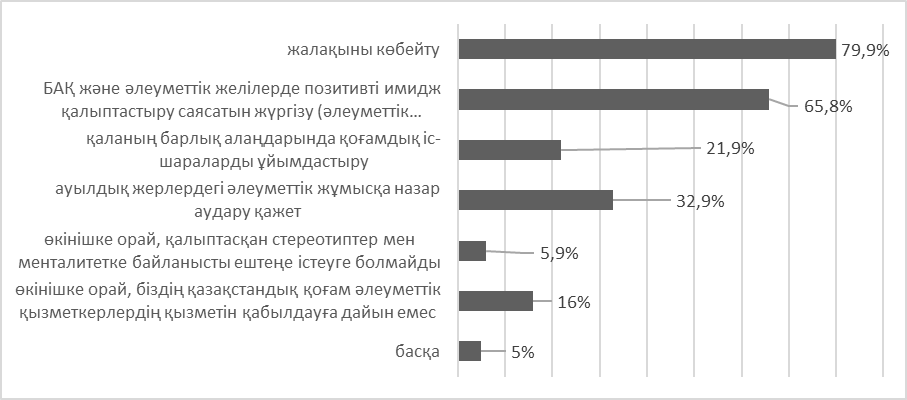 жалақыны көбейту
79,9%
БАҚ және әлеуметтік желілерде позитивті имидж
қалыптастыру саясатын жүргізу (әлеуметтік…
65,8%
қаланың барлық алаңдарында қоғамдық іс-
шараларды ұйымдастыру
21,9%
ауылдық жерлердегі әлеуметтік жұмысқа назар
аудару қажет
32,9%
өкінішке орай, қалыптасқан стереотиптер мен
менталитетке байланысты ештеңе істеуге болмайды
5,9%
өкінішке орай, біздің қазақстандық қоғам әлеуметтік
қызметкерлердің қызметін қабылдауға дайын емес
16%
басқа
5%